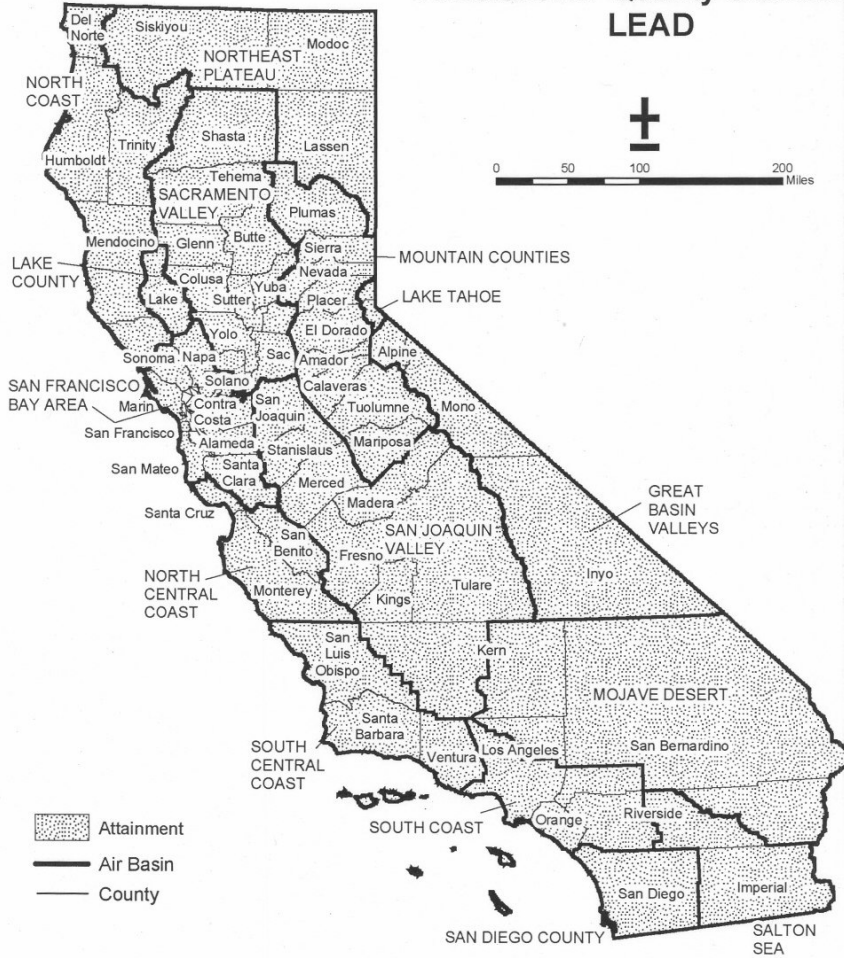 LEAD
0 50 100 200
Miles
Del
Norte
Siskiyou
Modoc
NORTHEAST
PLATEAU
NORTH
COAST
Trinity
Shasta
Lassen
Humboldt
Tehema
SACRAMENTO
VALLEY
Plumas
Mendocino
Glenn
Butte
Sierra
MOUNTAIN COUNTIES
LAKE
COUNTY
Colusa
Nevada
Yuba
Lake
Sutter
Placer
LAKE TAHOE
Yolo
El Dorado
Sonoma
Napa
Sac
Amador
Alpine
SAN FRANCISCO
BAY AREA
Solano
Calaveras
Marin
Contra
Costa
San
Joaquin
Tuolumne
Mono
San Francisco
Alameda
Stanislaus
Mariposa
San Mateo
Santa
Clara
Merced
Madera
GREAT
BASIN
VALLEYS
Santa Cruz
San
Benito
SAN JOAQUIN
VALLEY
Fresno
NORTH
CENTRAL
COAST
Monterey
Kings
Tulare
Inyo
San
Luis
Obispo
Kern
MOJAVE DESERT
Santa
Barbara
SOUTH
CENTRAL
COAST
Ventura
Los Angeles
San Bernardino
SOUTH COAST
Orange
Riverside
Attainment
Air Basin
County
San Diego
Imperial
SAN DIEGO COUNTY
SALTON
SEA